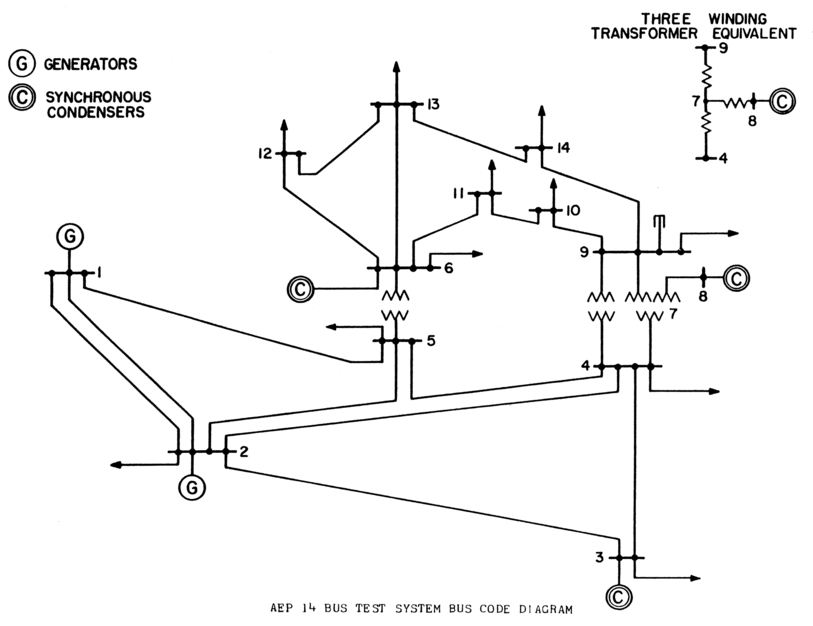 THREE WINDING
TRANSFORMER EQUIVALENT
9
7
C
8
4
G GENERATORS
C SYNCHRONOUS
CONDENSERS
13
12
14
11
10
G
1
9
6
C
8
C
7
5
4
2
G
3
C
AEP 14 BUS TEST SYSTEM BUS CODE DIAGRAM